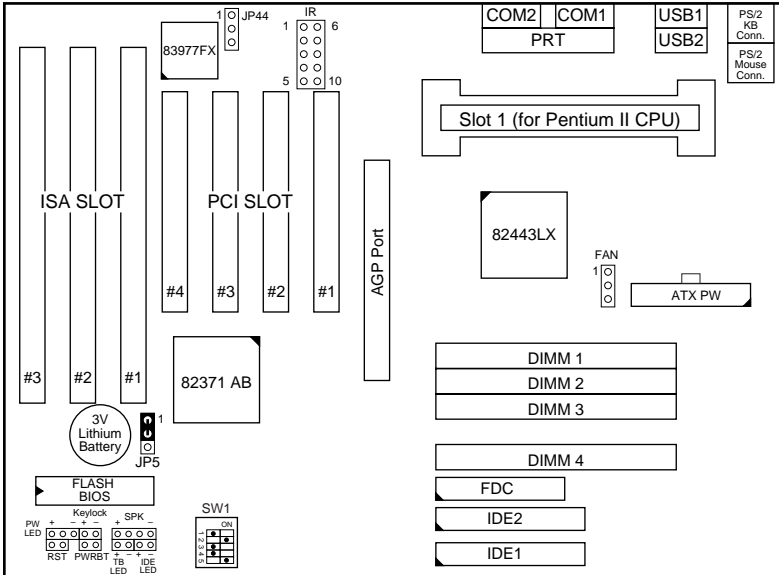 COM2 COM1 USB1 PS/2 KB Conn.
PRT USB2 PS/2 Mouse Conn.
1 JP44
IR
1 6
5 10
83977FX
Slot 1 (for Pentium II CPU)
ISA SLOT
PCI SLOT
AGP Port
82443LX
FAN
1
ATX PW
#4 #3 #2 #1
#3 #2 #1
82371 AB
DIMM 1
DIMM 2
DIMM 3
DIMM 4
3V
Lithium
Battery
1
JP5
FLASH
BIOS
FDC
IDE2
IDE1
Keylock
SPK
PW
LED
+ − + − + −
RST PWRBT
+ − + −
TB
LED
IDE
LED
SW1
ON
1 2 3 4 5